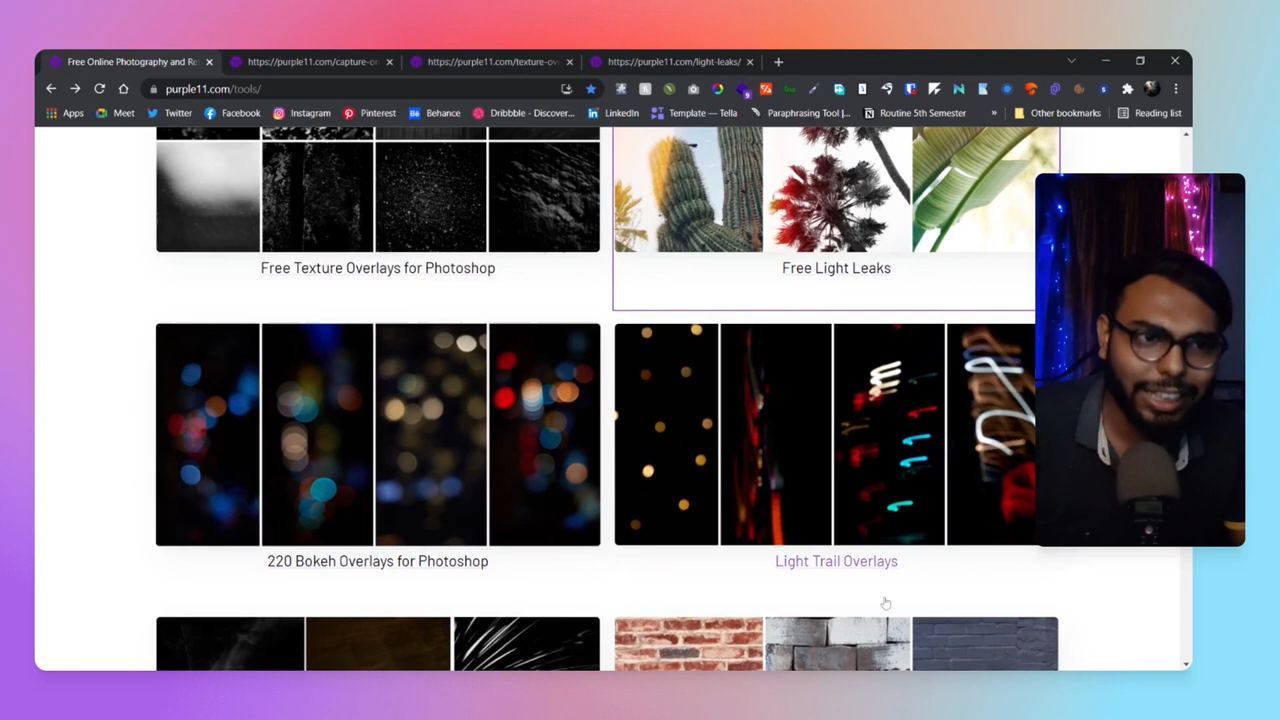 Free Online Photography and Re
https://purple11.com/capture-on
https://purple11.com/texture-ov
https://purple11.com/light-leaks/
purple11.com/tools/
Apps Meet Twitter Facebook Instagram Pinterest Behance Dribbble - Discover... LinkedIn Template — Tella Paraphrasing Tool |... Routine 5th Semester » Other bookmarks Reading list
Free Texture Overlays for Photoshop
Free Light Leaks
220 Bokeh Overlays for Photoshop
Light Trail Overlays